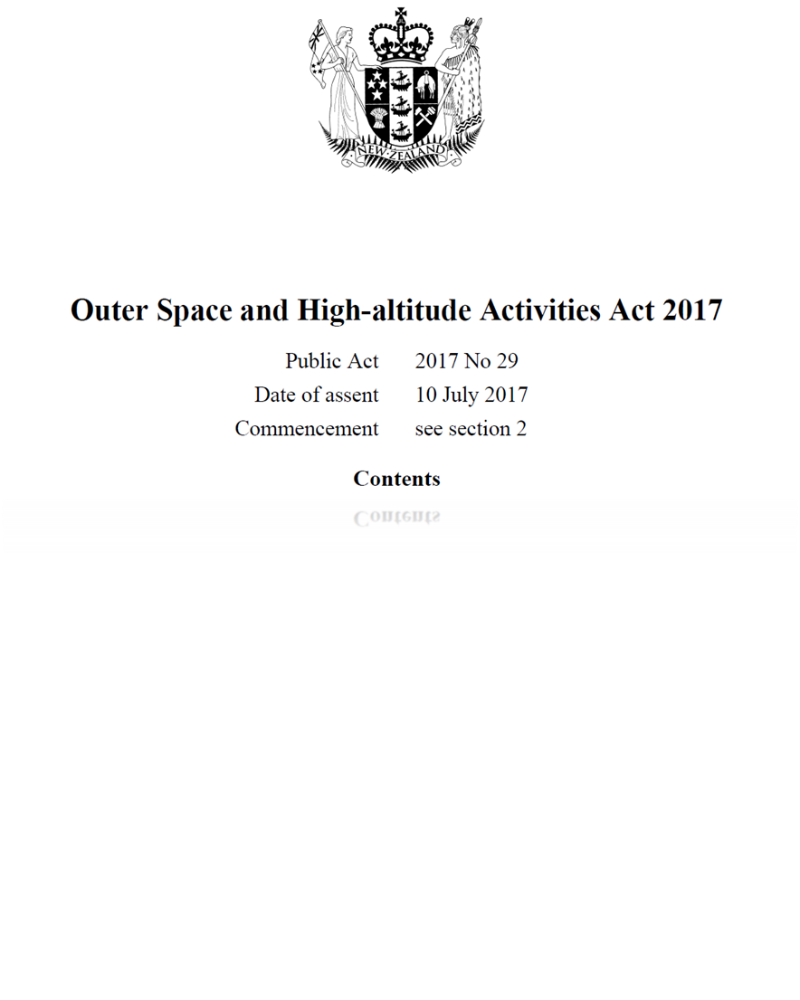 NEW ZEALAND
Outer Space and High-altitude Activities Act 2017
Public Act 2017 No 29
Date of assent 10 July 2017
Commencement see section 2
Contents
Contents